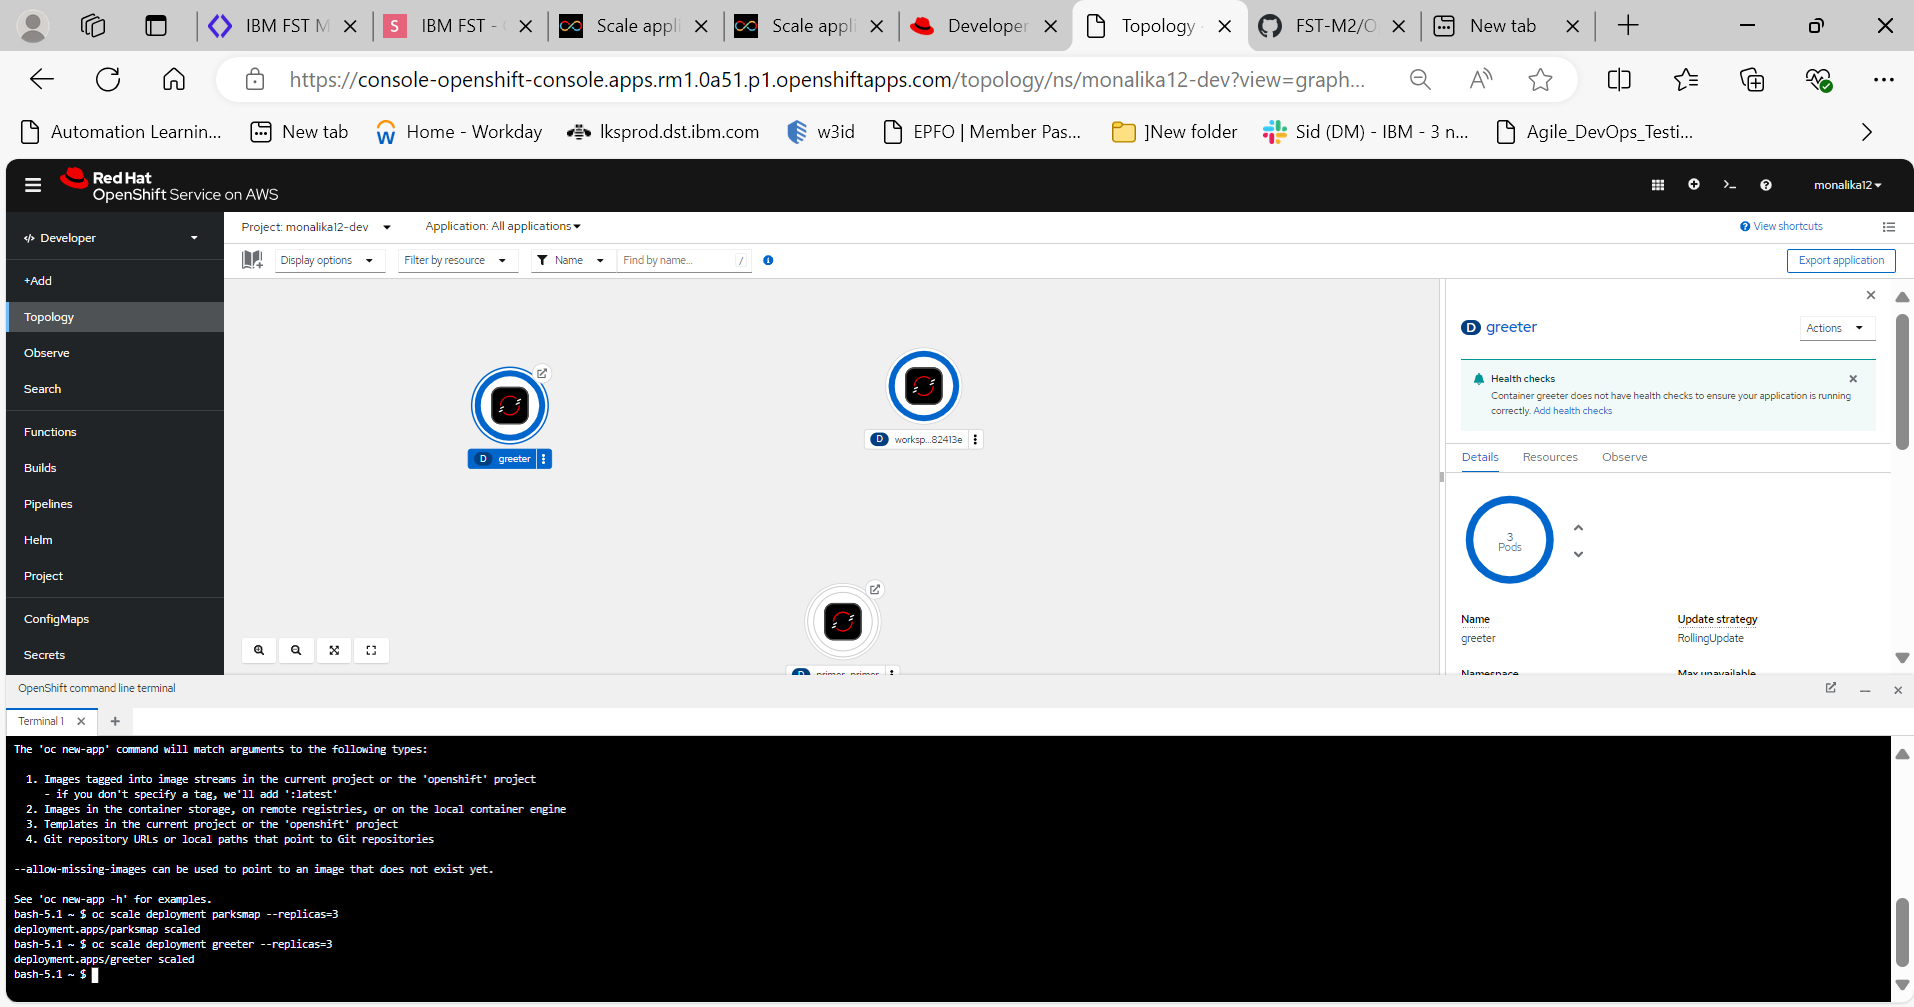 IBM FST M
IBM FST -
Scale appli
Scale appli
Developer
Topology
FST-M2/O
New tab
https://console-openshift-console.apps.rm1.0a51.p1.openshiftapps.com/topology/ns/monalika12-dev?view=graph...
Automation Learnin...
New tab
Home - Workday
lksprod.dst.ibm.com
w3id
EPFO | Member Pas...
]New folder
Sid (DM) - IBM - 3 n...
Agile_DevOps_Testi...
Red Hat
OpenShift Service on AWS
monalika12
Developer
+Add
Topology
Observe
Search
Functions
Builds
Pipelines
Helm
Project
ConfigMaps
Secrets
Project: monalika12-dev
Application: All applications
View shortcuts
Display options
Filter by resource
Name
Find by name...
/
Export application
D greeter
D worksp...82413e
D primer-primer
D greeter
Actions
Health checks
Container greeter does not have health checks to ensure your application is running
correctly. Add health checks
Details
Resources
Observe
3
Pods
Name
greeter
Update strategy
RollingUpdate
Namespace
Max unavailable
OpenShift command line terminal
Terminal 1
The 'oc new-app' command will match arguments to the following types:
1. Images tagged into image streams in the current project or the 'openshift' project
- if you don't specify a tag, we'll add ':latest'
2. Images in the container storage, on remote registries, or on the local container engine
3. Templates in the current project or the 'openshift' project
4. Git repository URLs or local paths that point to Git repositories
--allow-missing-images can be used to point to an image that does not exist yet.
See 'oc new-app -h' for examples.
bash-5.1 ~ $ oc scale deployment parksmap --replicas=3
deployment.apps/parksmap scaled
bash-5.1 ~ $ oc scale deployment greeter --replicas=3
deployment.apps/greeter scaled
bash-5.1 ~ $